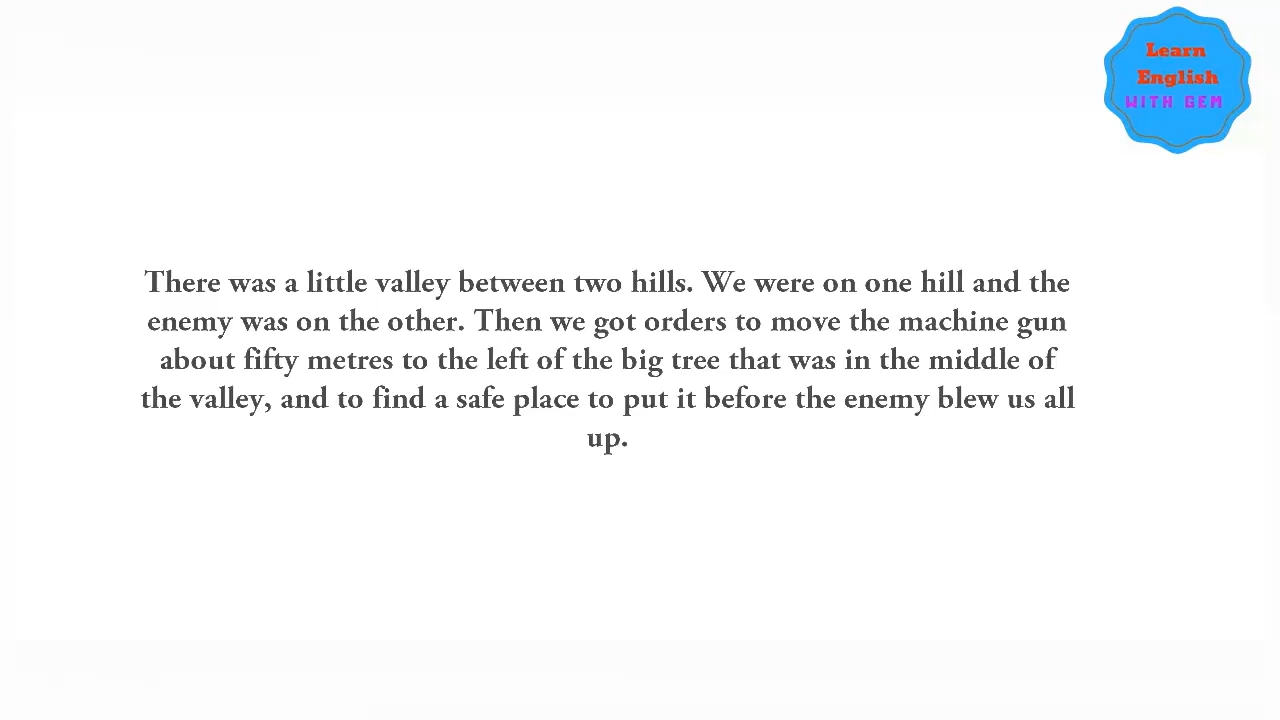 Learn
English
WITH GEM
There was a little valley between two hills. We were on one hill and the
enemy was on the other. Then we got orders to move the machine gun
about fifty metres to the left of the big tree that was in the middle of
the valley, and to find a safe place to put it before the enemy blew us all
up.